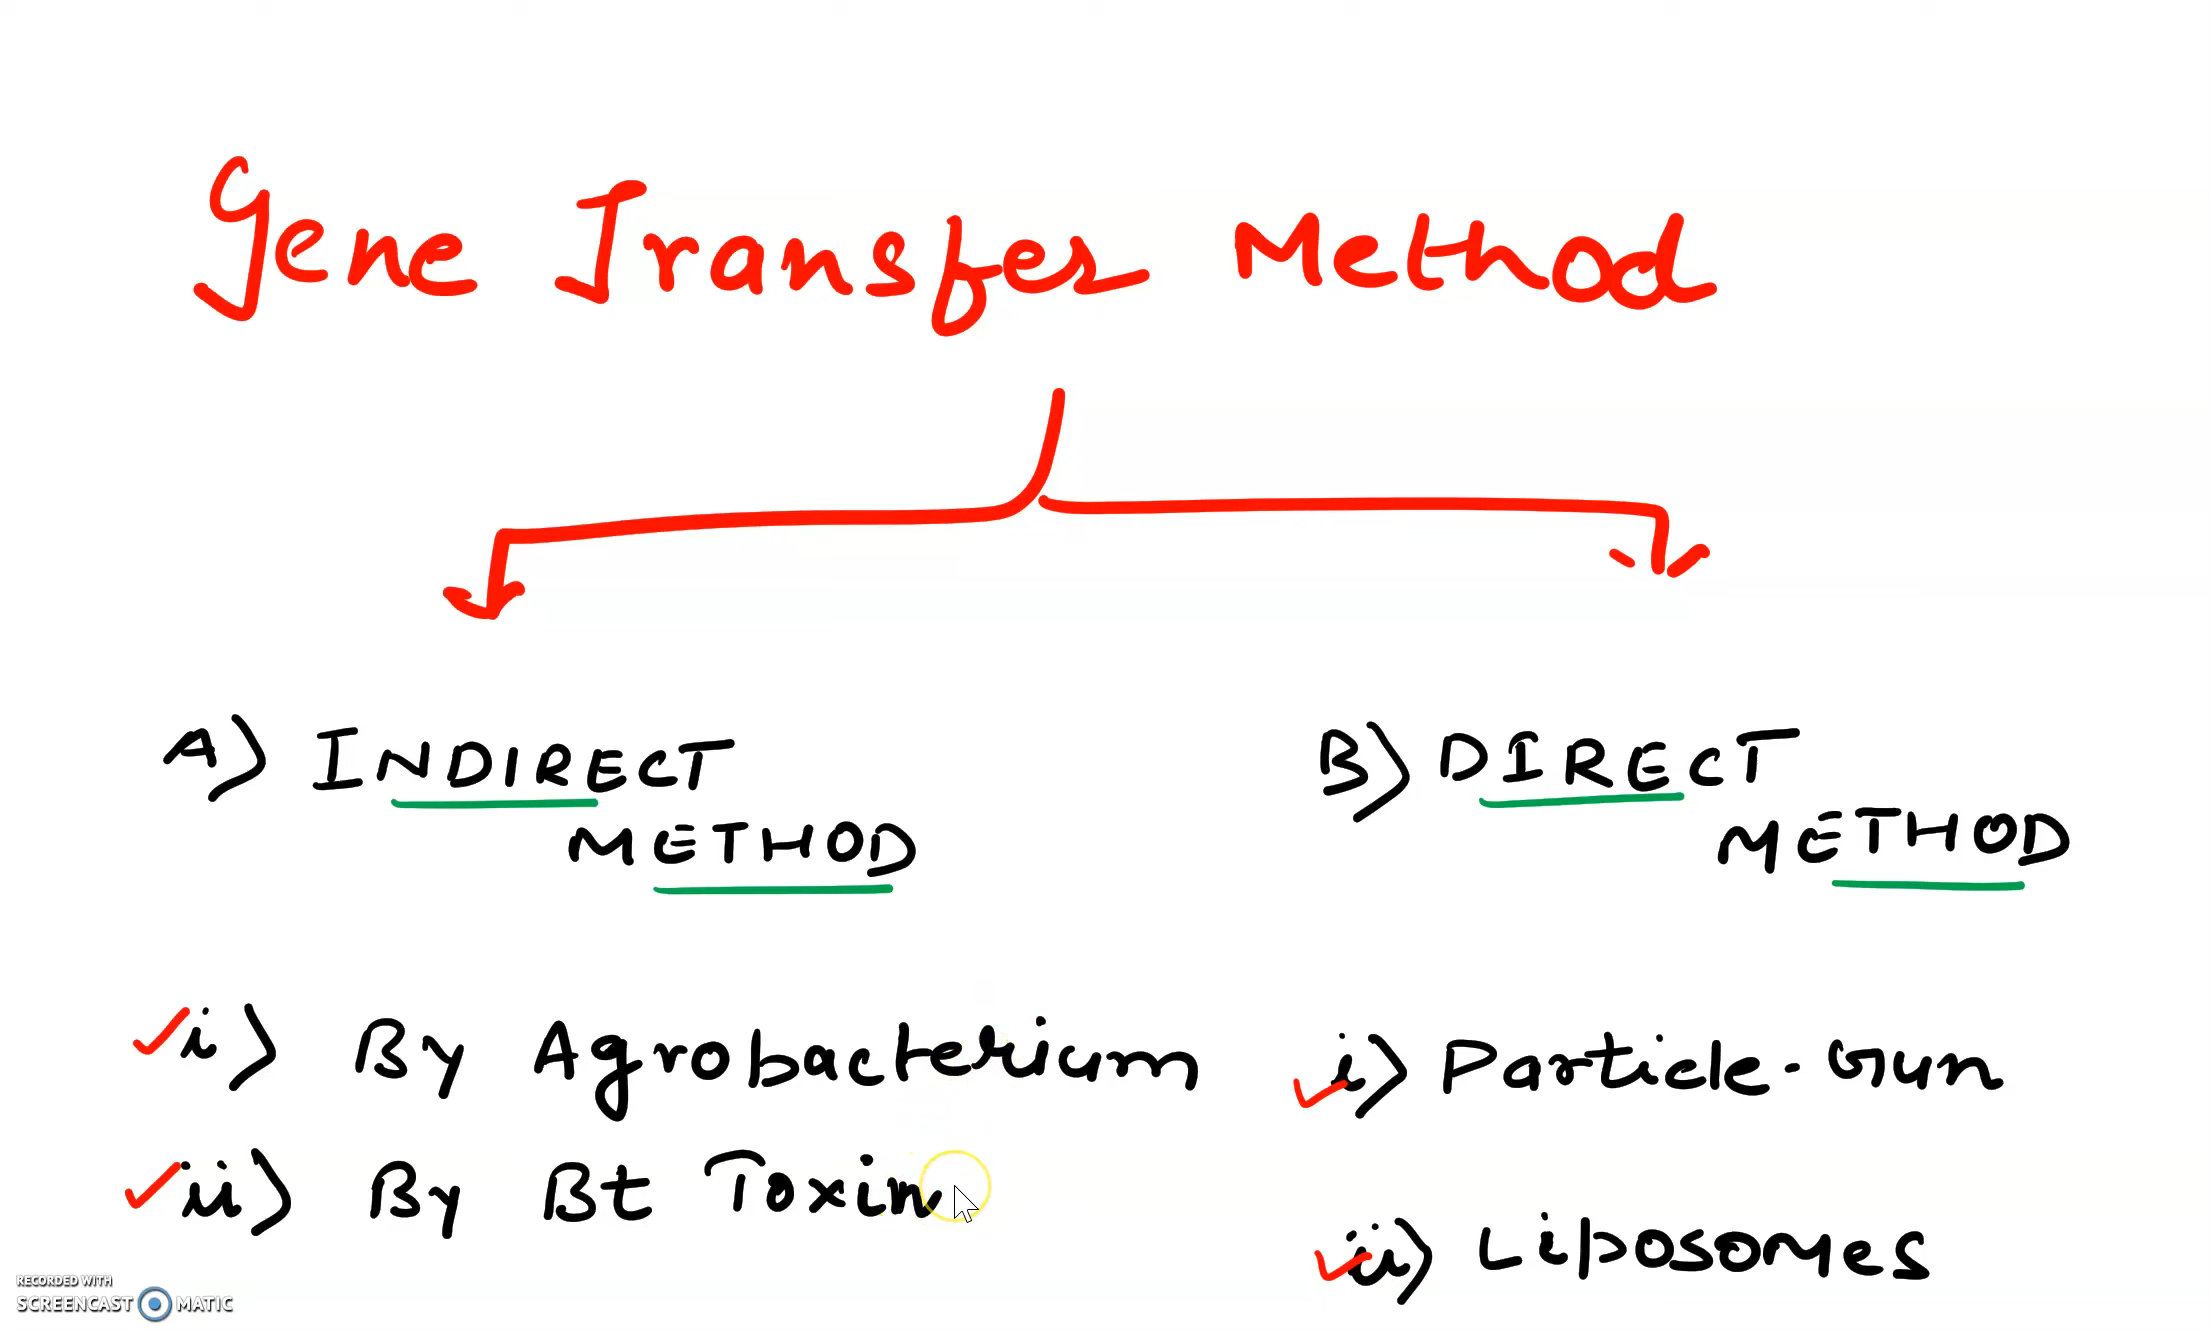 Gene Transfer Method
A) INDIRECT
METHOD
i) By Agrobacterium
ii) By Bt Toxin
B) DIRECT
METHOD
i) Particle-Gun
ii) Liposomes
RECORDED WITH
SCREENCAST MATIC